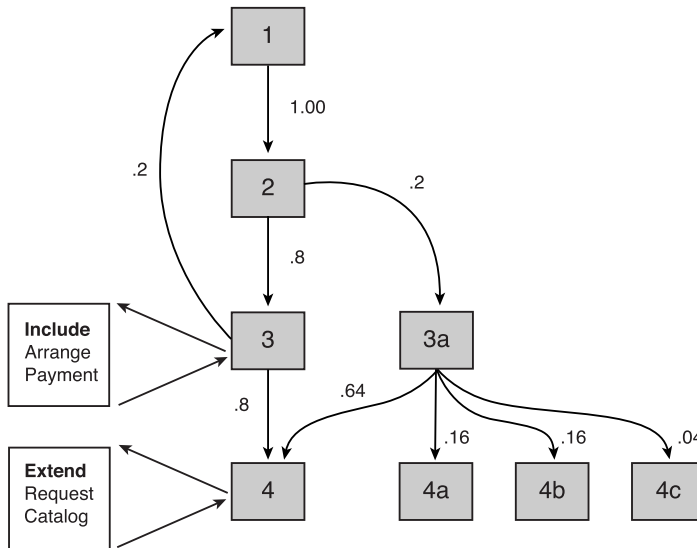 1
1.00
.2
2
.2
.8
Include
Arrange
Payment
3
3a
.8
.64
.16
.16
.04
Extend
Request
Catalog
4
4a
4b
4c